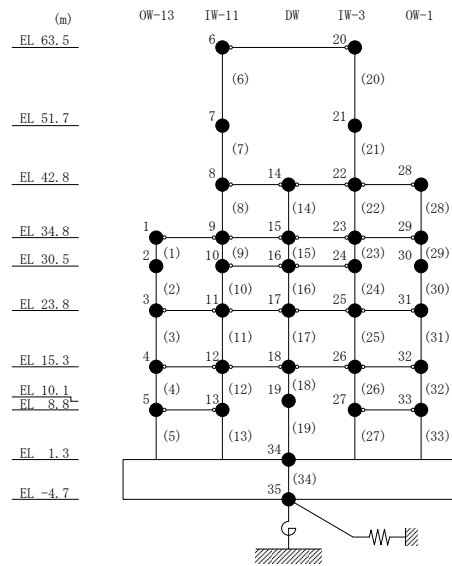 (m) OW-13 IW-11 DW IW-3 OW-1
EL 63.5 6 20
(6) (20)
EL 51.7 7 21
(7) (21)
EL 42.8 8 14 22 28
(8) (14) (22) (28)
EL 34.8 1 9 15 23 29
(1) (9) (15) (23) (29)
EL 30.5 2 10 16 24 30
(2) (10) (16) (24) (30)
EL 23.8 3 11 17 25 31
(3) (11) (17) (25) (31)
EL 15.3 4 12 18 26 32
(4) (12) (18) (26) (32)
EL 10.1 19
EL 8.8 5 13 27 33
(5) (13) (19) (27) (33)
EL 1.3 34
(34)
EL -4.7 35